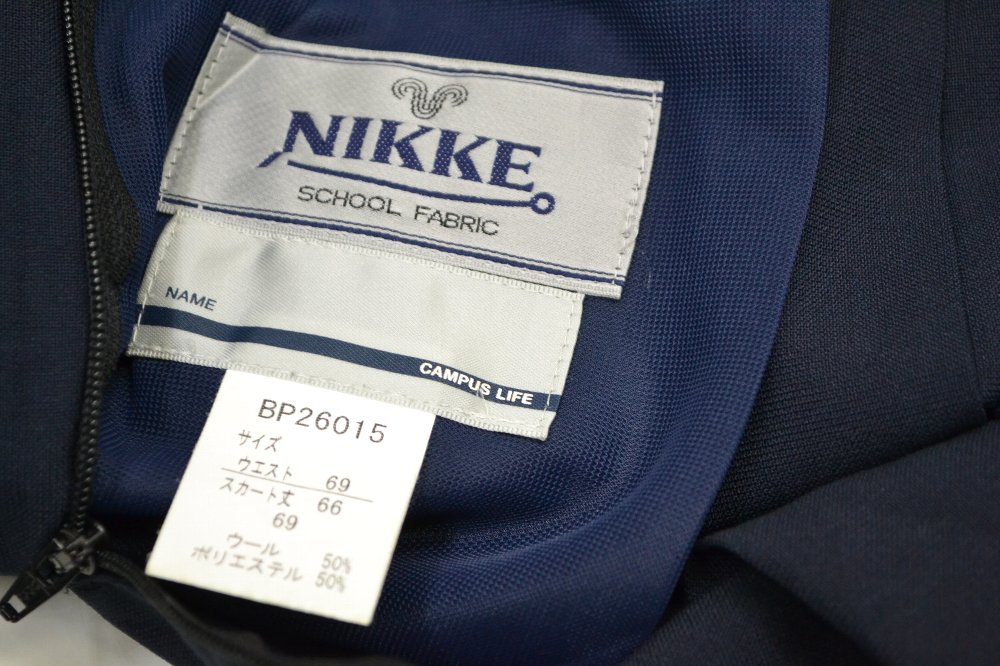 NIKKE
SCHOOL FABRIC
NAME
CAMPUS LIFE
BP26015
サイズ
ウエスト 69
スカート丈 66
69
ウール 50%
ポリエステル 50%